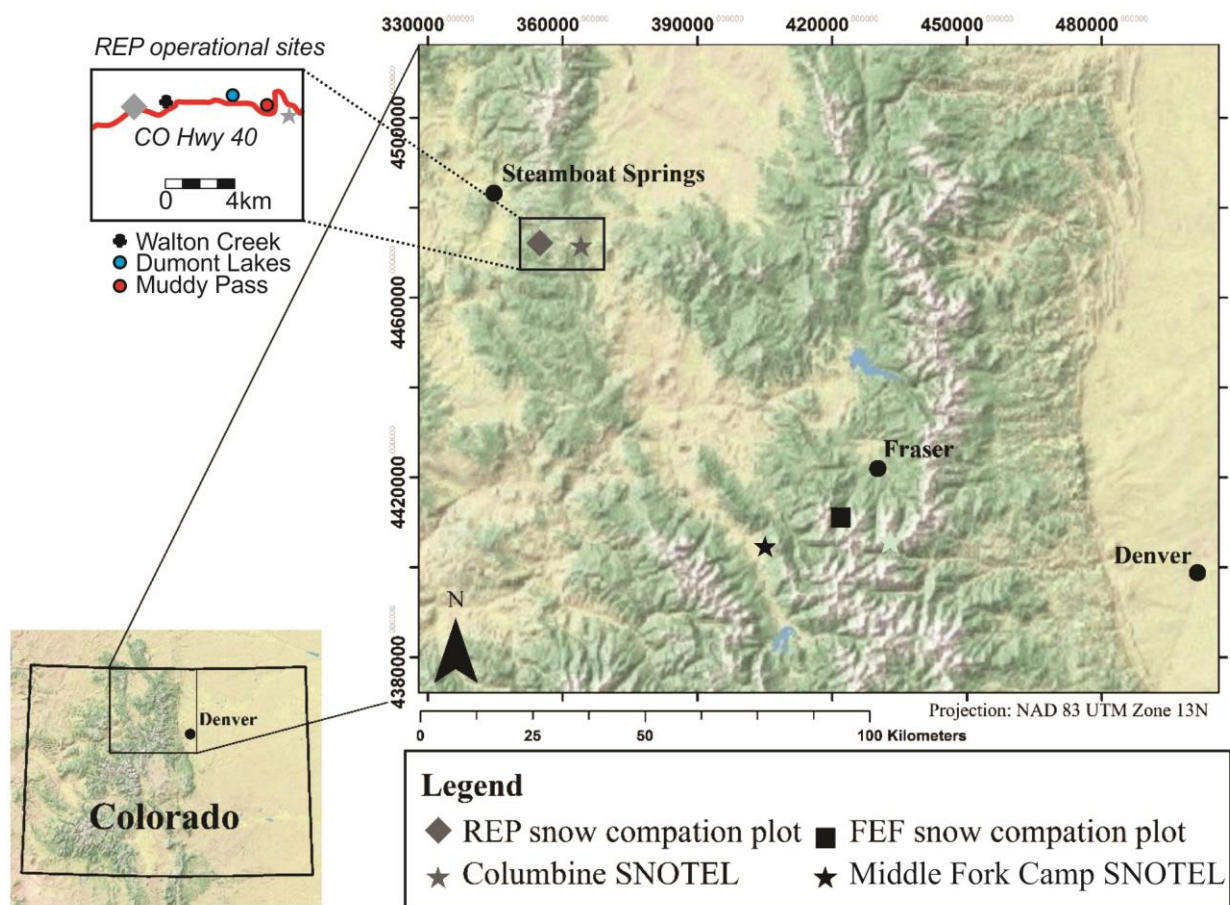 REP operational sites
CO Hwy 40
0 4km
Walton Creek
Dumont Lakes
Muddy Pass
330000 360000 390000 420000 450000 480000
4500000
4460000
4420000
4380000
Steamboat Springs
Fraser
Denver
N
Projection: NAD 83 UTM Zone 13N
0 25 50 100 Kilometers
Denver
Colorado
Legend
REP snow compation plot
FEF snow compation plot
Columbine SNOTEL
Middle Fork Camp SNOTEL